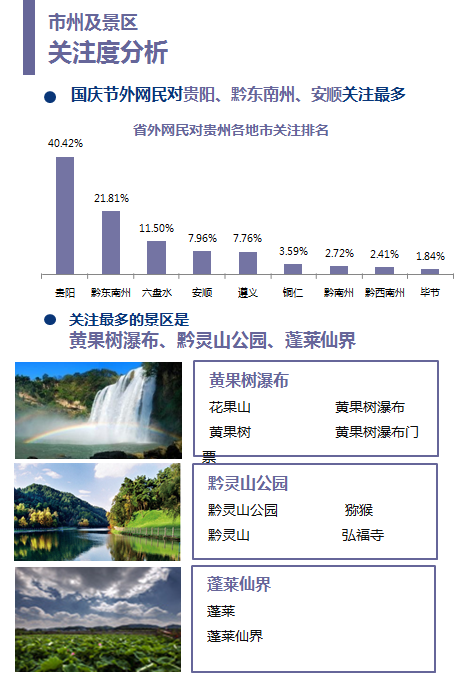 市州及景区
关注度分析
国庆节外网民对贵阳、黔东南州、安顺关注最多
省外网民对贵州各地市关注排名
40.42%
21.81%
11.50%
7.96%
7.76%
3.59%
2.72%
2.41%
1.84%
贵阳 黔东南州 六盘水 安顺 遵义 铜仁 黔南州 黔西南州 毕节
关注最多的景区是
黄果树瀑布、黔灵山公园、蓬莱仙界
黄果树瀑布
花果山 黄果树瀑布
黄果树 黄果树瀑布门
票
黔灵山公园
黔灵山公园 猕猴
黔灵山 弘福寺
蓬莱仙界
蓬莱
蓬莱仙界